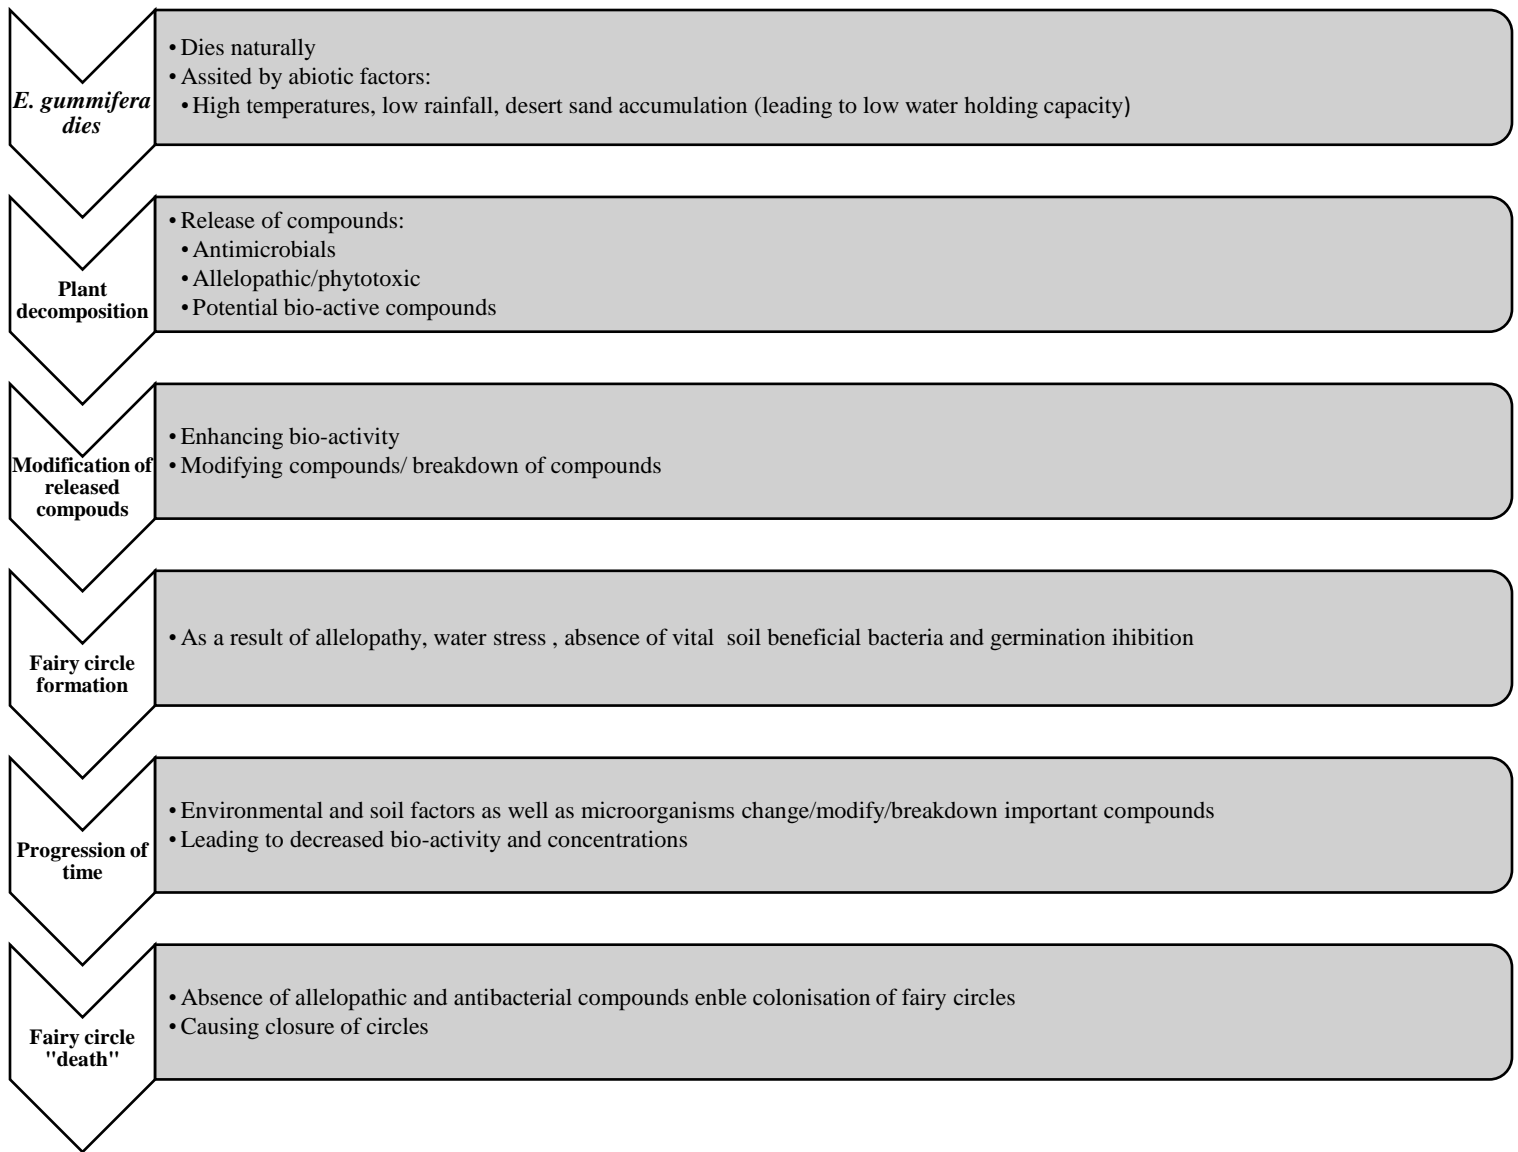 E. gummifera
dies
• Dies naturally
• Assited by abiotic factors:
• High temperatures, low rainfall, desert sand accumulation (leading to low water holding capacity)
Plant
decomposition
• Release of compounds:
• Antimicrobials
• Allelopathic/phytotoxic
• Potential bio-active compounds
Modification of
released
compouds
• Enhancing bio-activity
• Modifying compounds/ breakdown of compounds
Fairy circle
formation
• As a result of allelopathy, water stress , absence of vital  soil beneficial bacteria and germination ihibition
Progression of
time
• Environmental and soil factors as well as microorganisms change/modify/breakdown important compounds
• Leading to decreased bio-activity and concentrations
Fairy circle
"death"
• Absence of allelopathic and antibacterial compounds enble colonisation of fairy circles
• Causing closure of circles